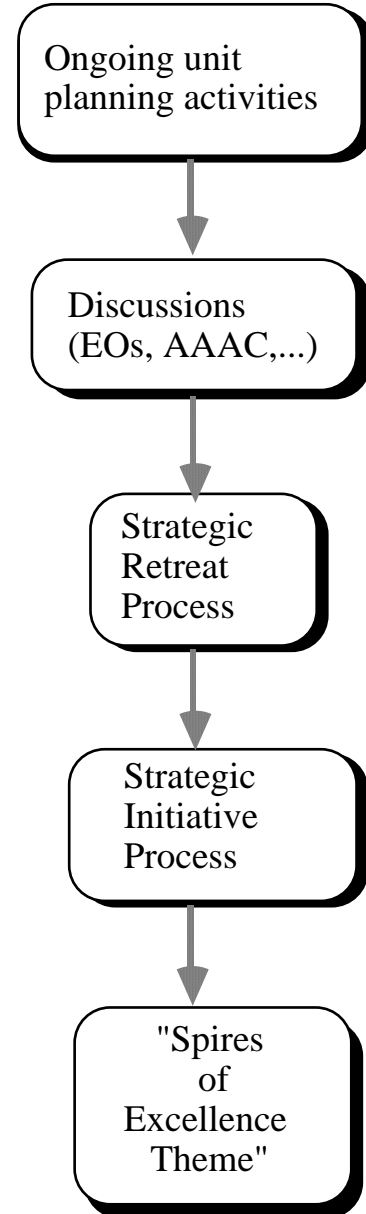 Ongoing unit
planning activities
Discussions
(EOs, AAAC,...)
Strategic
Retreat
Process
Strategic
Initiative
Process
"Spires
of
Excellence
Theme"